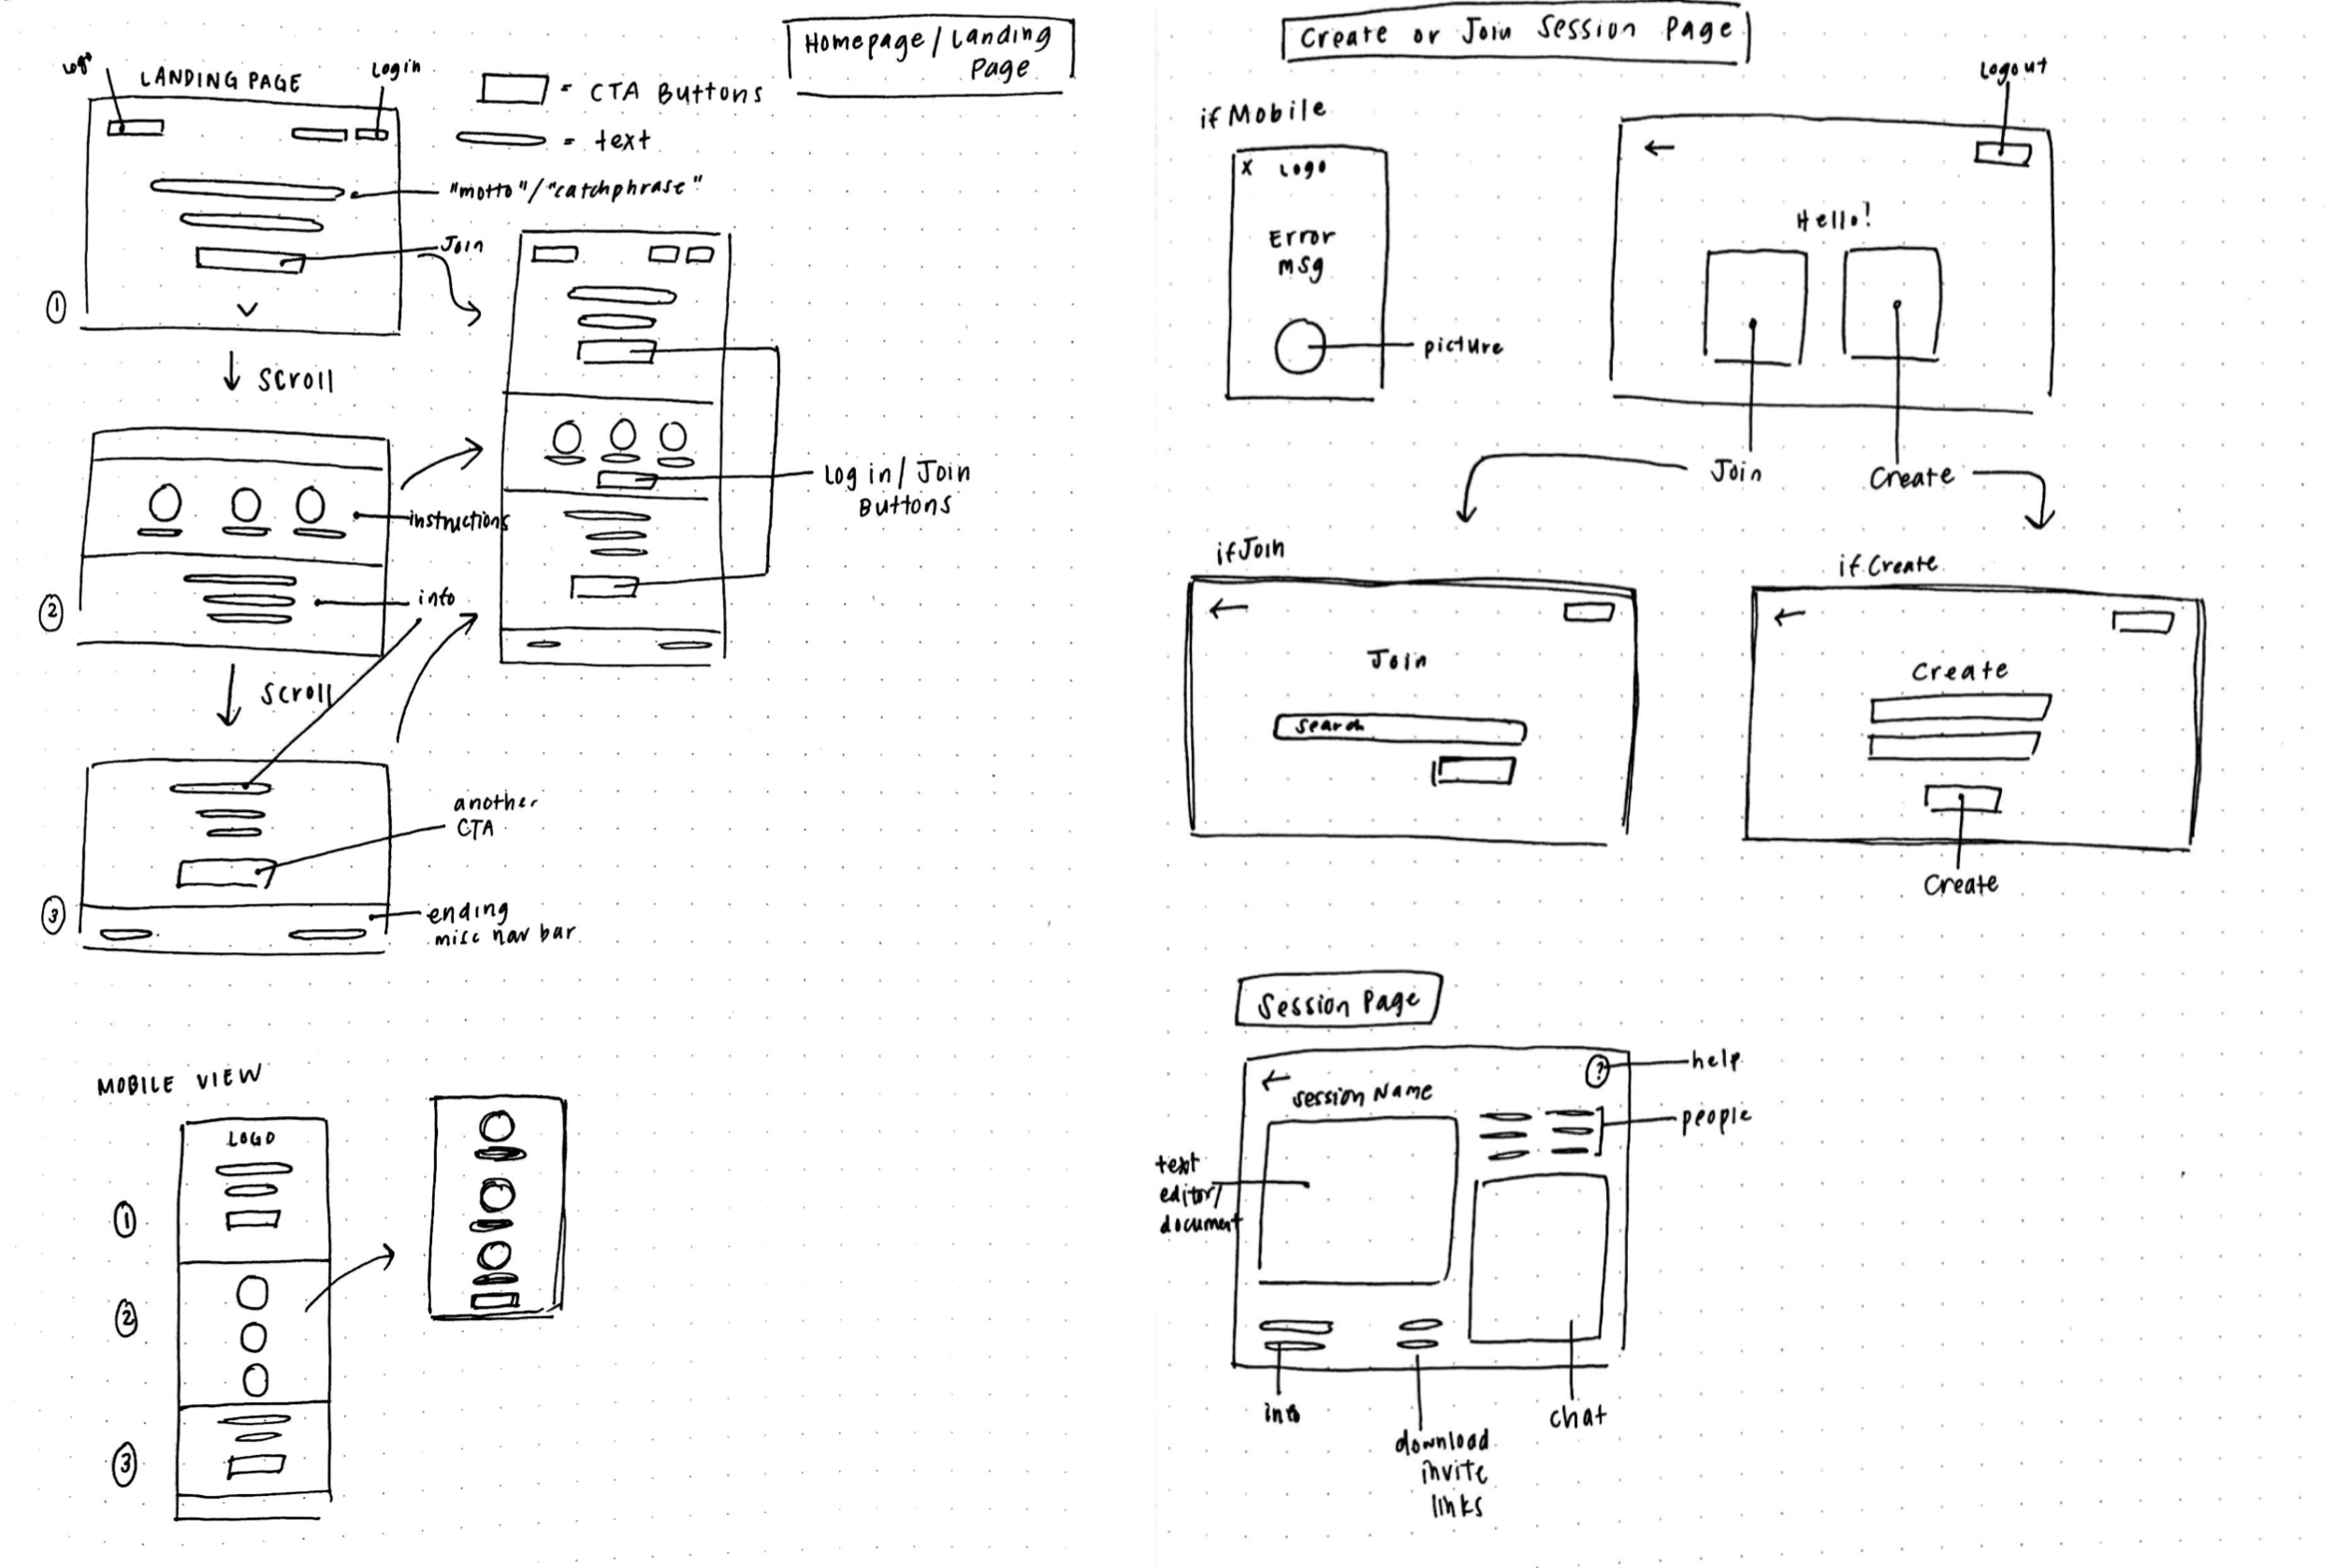 Homepage/Landing
Page
Logo
LANDING PAGE
Login
= CTA Buttons
= text
"motto"/"catchphrase"
Join
1
SCroll
instructions
Log in/Join
Buttons
info
2
Scroll
another
CTA
3
ending
misc nav bar
MOBILE VIEW
LOGO
1
2
3
Create or Join Session Page
Logout
if Mobile
X Logo
Error
msg
picture
←
Hello!
Join
Create
if Join
←
Join
Search
if Create
←
Create
Create
Session Page
← Session Name
?
help
people
text
editor/
document
info
download
invite
links
chat